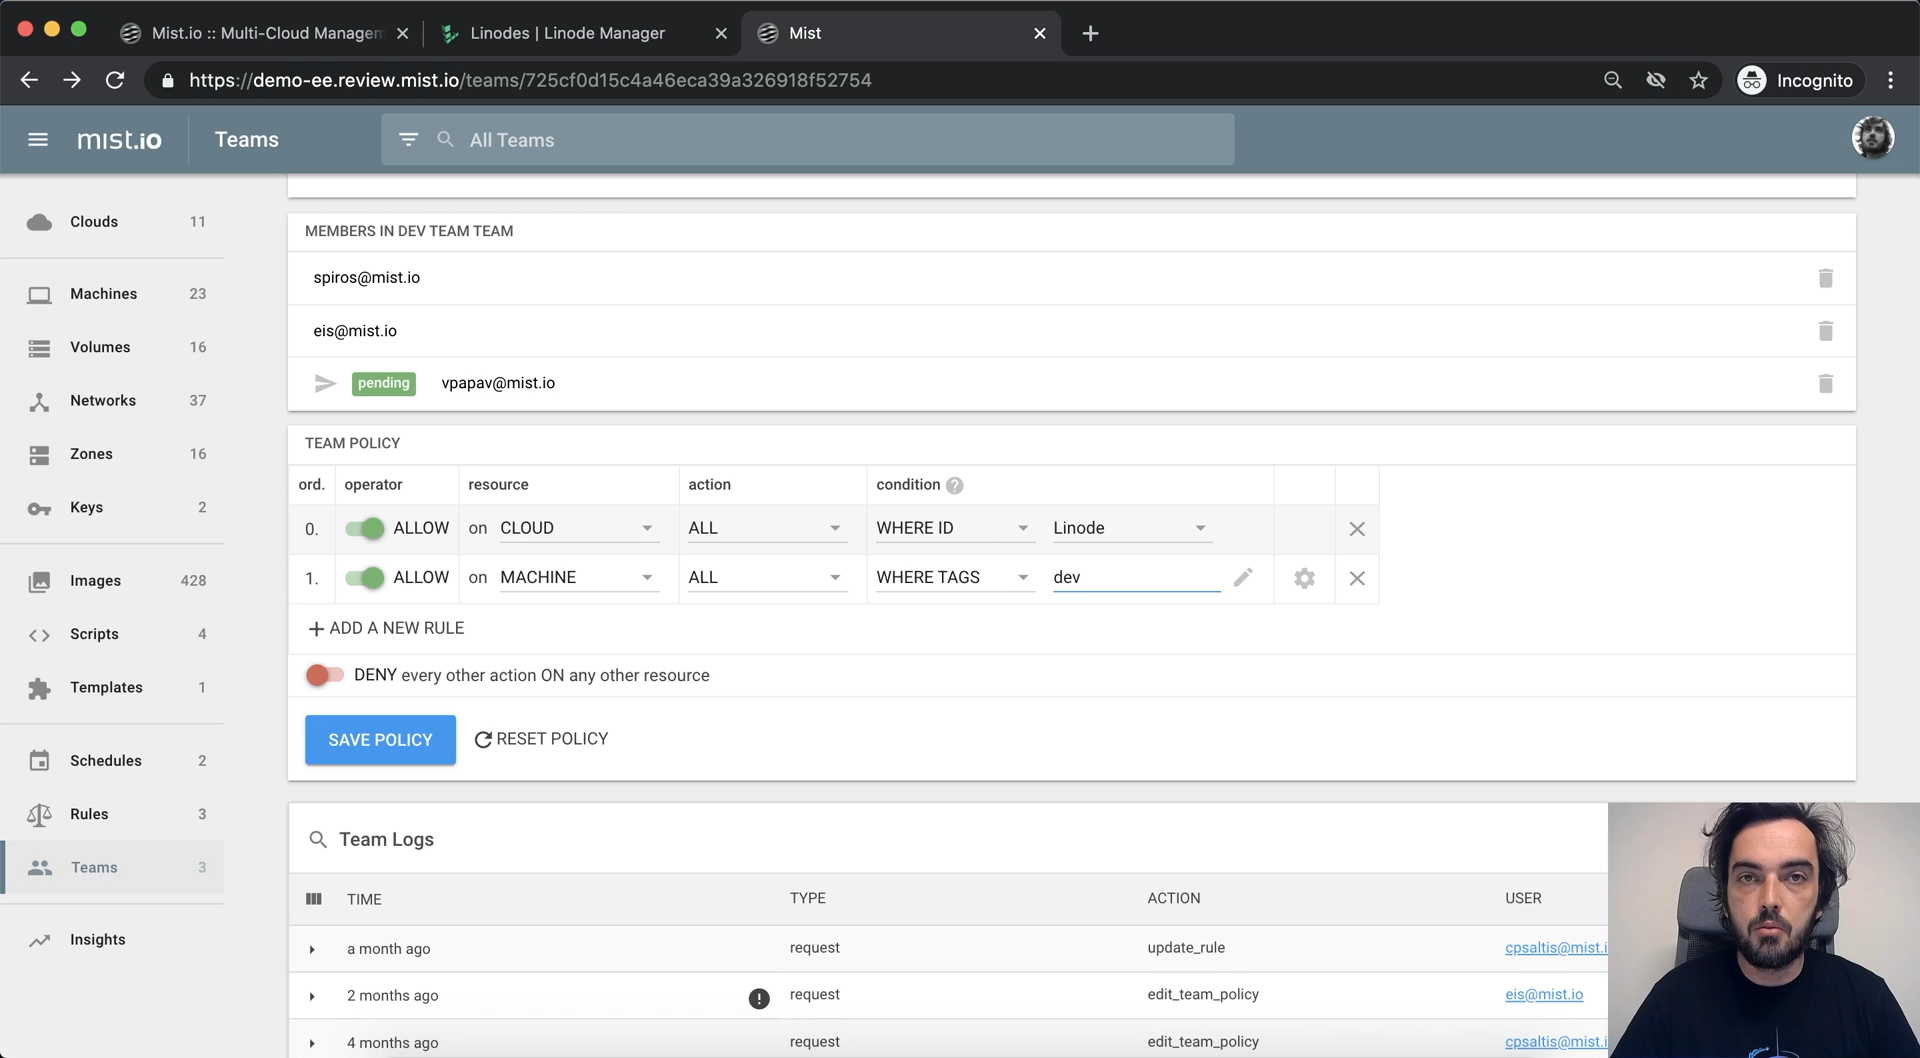 Mist.io :: Multi-Cloud Managem
Linodes | Linode Manager
Mist
https://demo-ee.review.mist.io/teams/725cf0d15c4a46eca39a326918f52754
Incognito
mist.io
Teams
All Teams
Clouds 11
Machines 23
Volumes 16
Networks 37
Zones 16
Keys 2
Images 428
Scripts 4
Templates 1
Schedules 2
Rules 3
Teams 3
Insights
MEMBERS IN DEV TEAM TEAM
spiros@mist.io
eis@mist.io
pending vpapav@mist.io
TEAM POLICY
ord. operator resource action condition ?
0. ALLOW on CLOUD ALL WHERE ID Linode
1. ALLOW on MACHINE ALL WHERE TAGS dev
+ ADD A NEW RULE
DENY every other action ON any other resource
SAVE POLICY RESET POLICY
Team Logs
TIME TYPE ACTION USER
a month ago request update_rule cpsaltis@mist.i
2 months ago ! request edit_team_policy eis@mist.io
4 months ago request edit_team_policy cpsaltis@mist.i